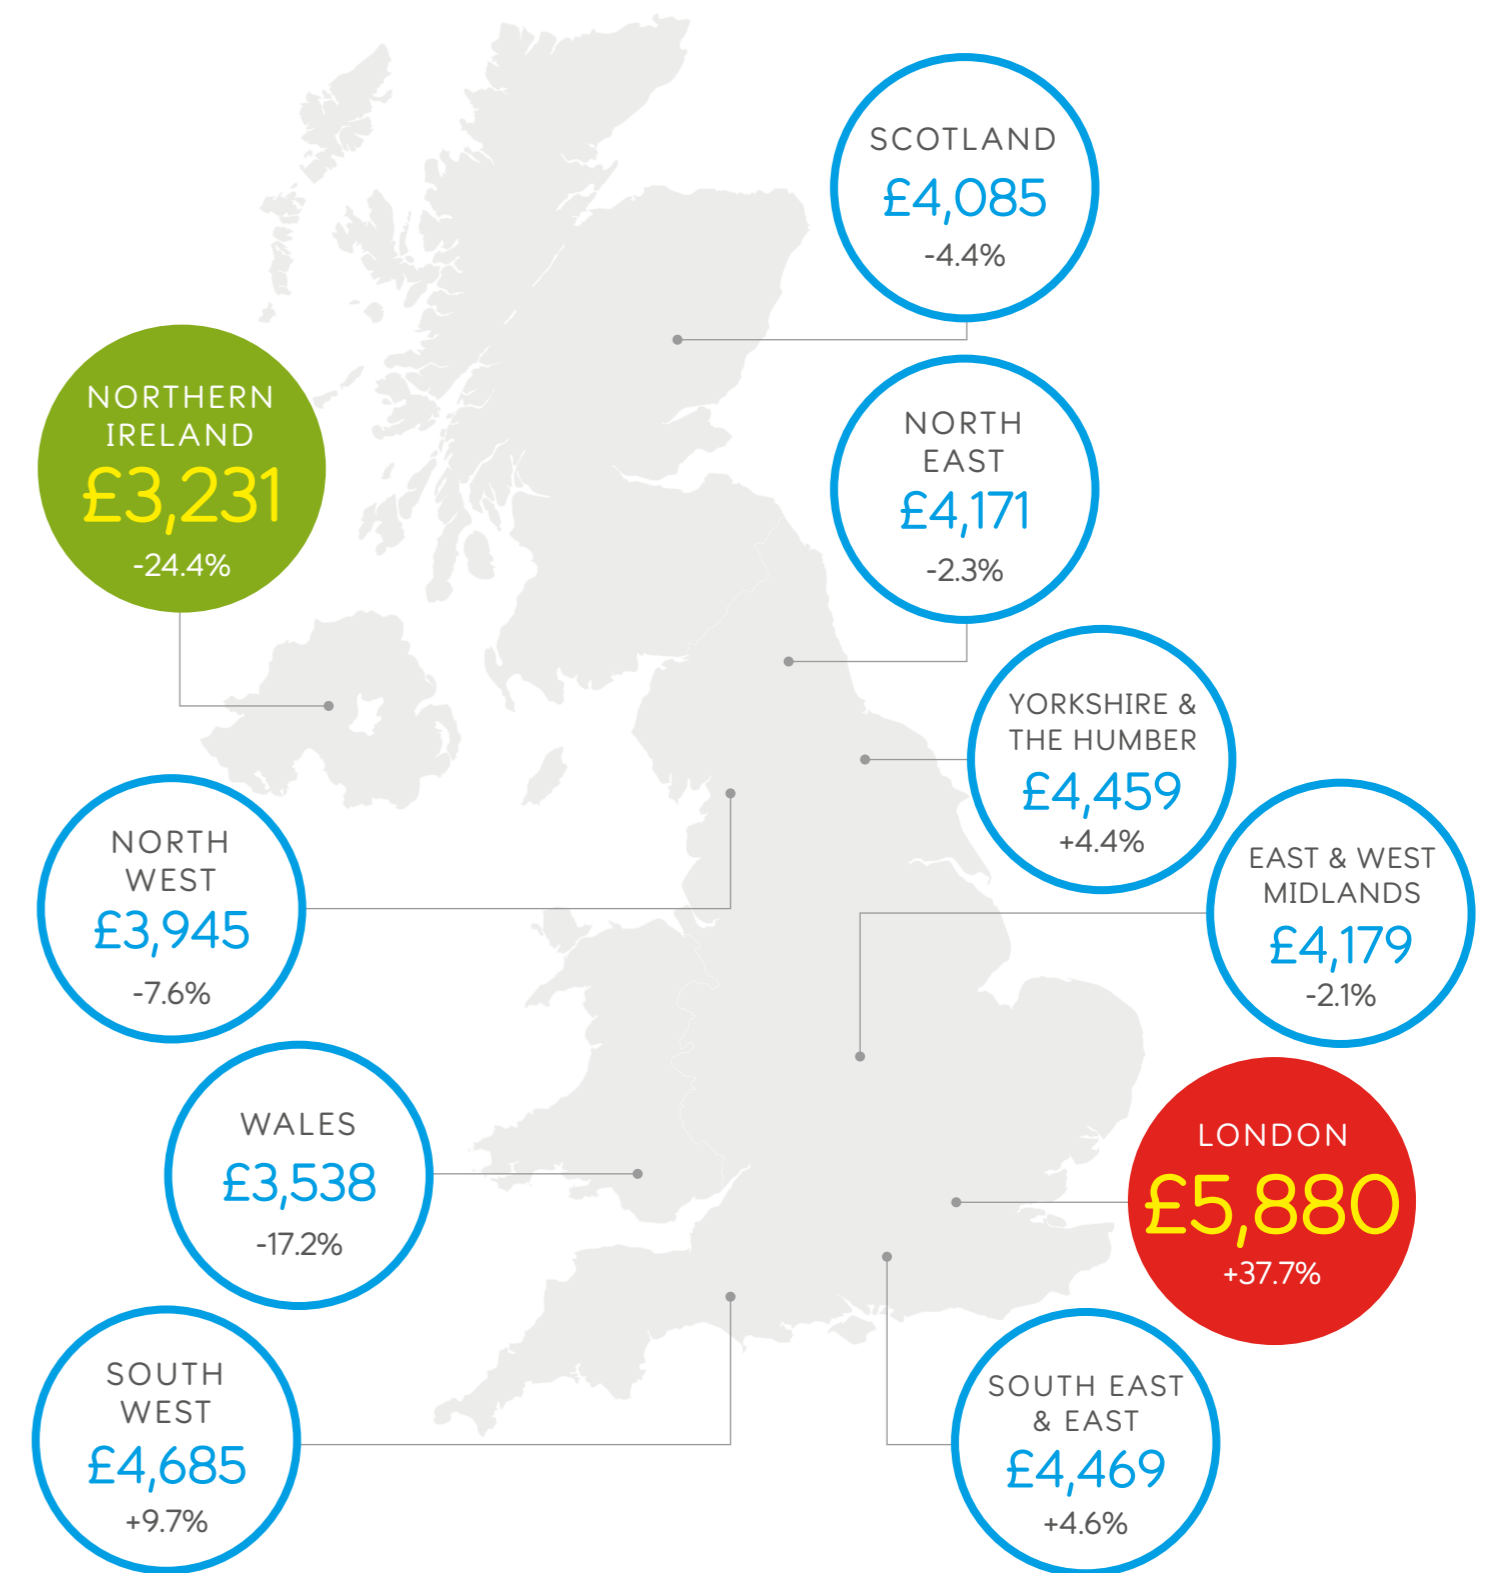 SCOTLAND
£4,085
-4.4%
NORTHERN
IRELAND
£3,231
-24.4%
NORTH
EAST
£4,171
-2.3%
YORKSHIRE &
THE HUMBER
£4,459
+4.4%
NORTH
WEST
£3,945
-7.6%
EAST & WEST
MIDLANDS
£4,179
-2.1%
WALES
£3,538
-17.2%
LONDON
£5,880
+37.7%
SOUTH
WEST
£4,685
+9.7%
SOUTH EAST
& EAST
£4,469
+4.6%